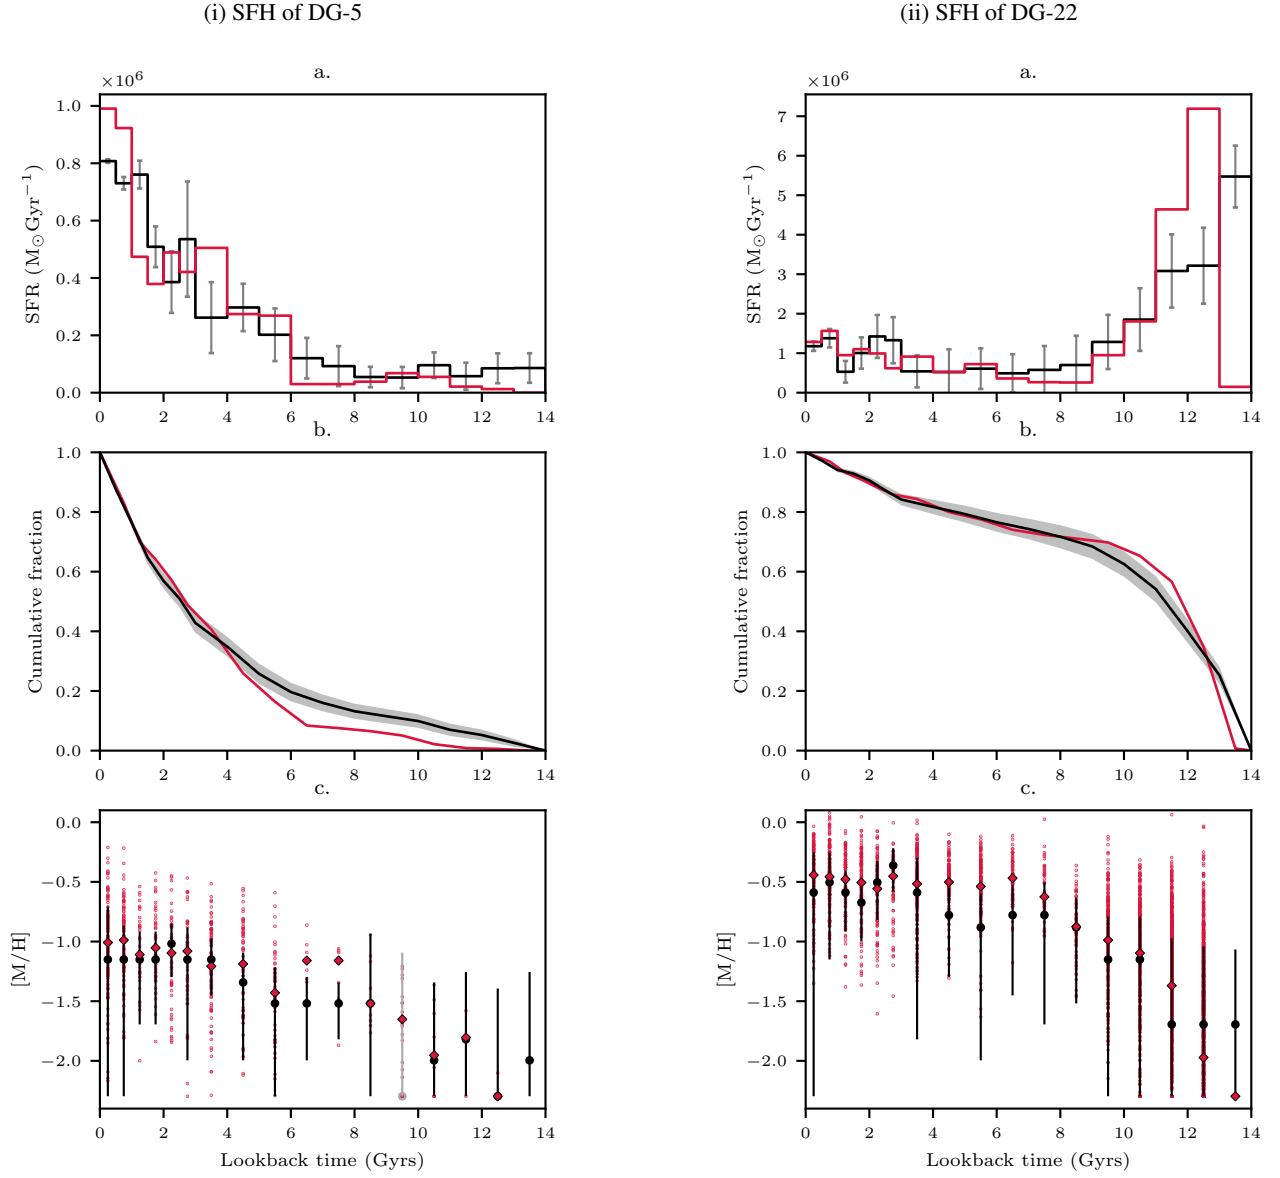 (i) SFH of DG-5
a.
×10⁶
1.0
0.8
0.6
0.4
0.2
0.0
SFR (M⊙Gyr⁻¹)
0 2 4 6 8 10 12 14
b.
1.0
0.8
0.6
0.4
0.2
0.0
Cumulative fraction
0 2 4 6 8 10 12 14
c.
0.0
−0.5
−1.0
−1.5
−2.0
[M/H]
0 2 4 6 8 10 12 14
Lookback time (Gyrs)
(ii) SFH of DG-22
a.
×10⁶
7
6
5
4
3
2
1
0
SFR (M⊙Gyr⁻¹)
0 2 4 6 8 10 12 14
b.
1.0
0.8
0.6
0.4
0.2
0.0
Cumulative fraction
0 2 4 6 8 10 12 14
c.
0.0
−0.5
−1.0
−1.5
−2.0
[M/H]
0 2 4 6 8 10 12 14
Lookback time (Gyrs)